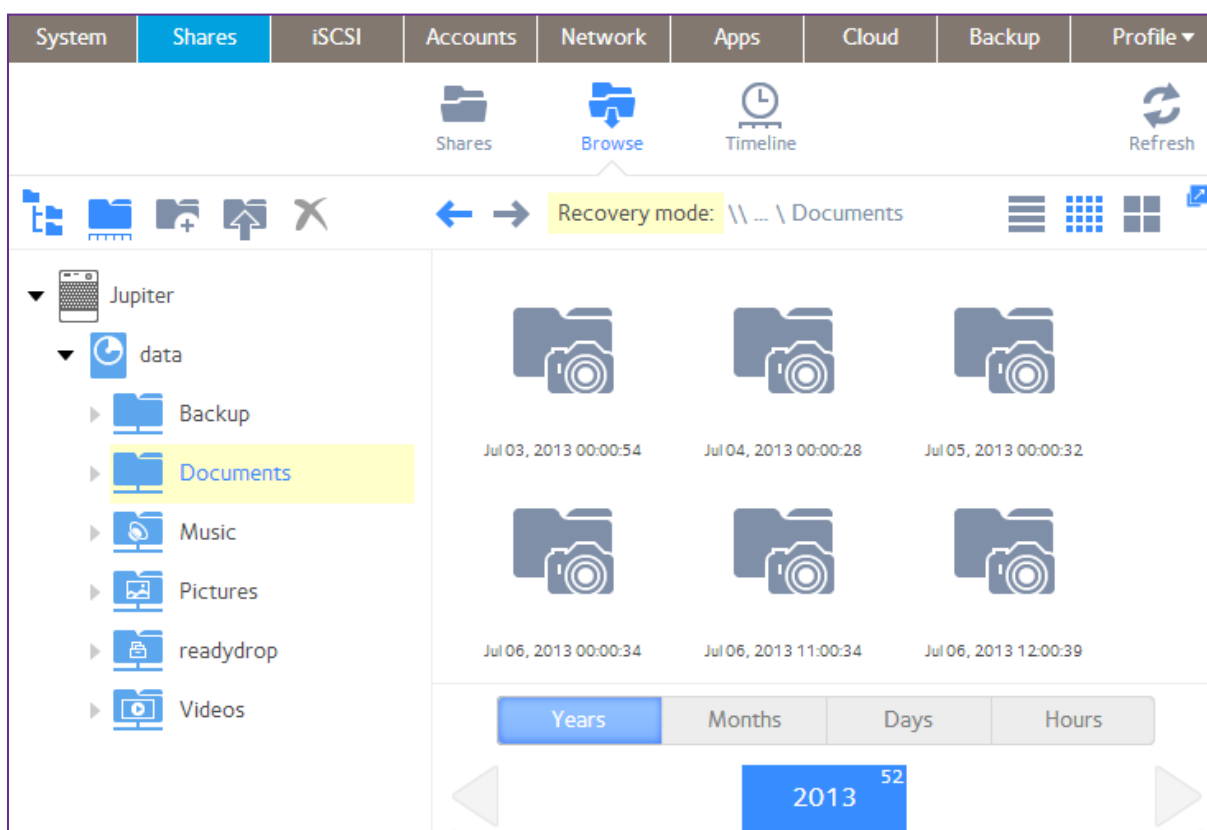 System Shares iSCSI Accounts Network Apps Cloud Backup Profile
Shares Browse Timeline Refresh
Recovery mode: \\ ... \ Documents
Jupiter
data
Backup
Documents
Music
Pictures
readydrop
Videos
Jul 03, 2013 00:00:54 Jul 04, 2013 00:00:28 Jul 05, 2013 00:00:32
Jul 06, 2013 00:00:34 Jul 06, 2013 11:00:34 Jul 06, 2013 12:00:39
Years Months Days Hours
2013 52